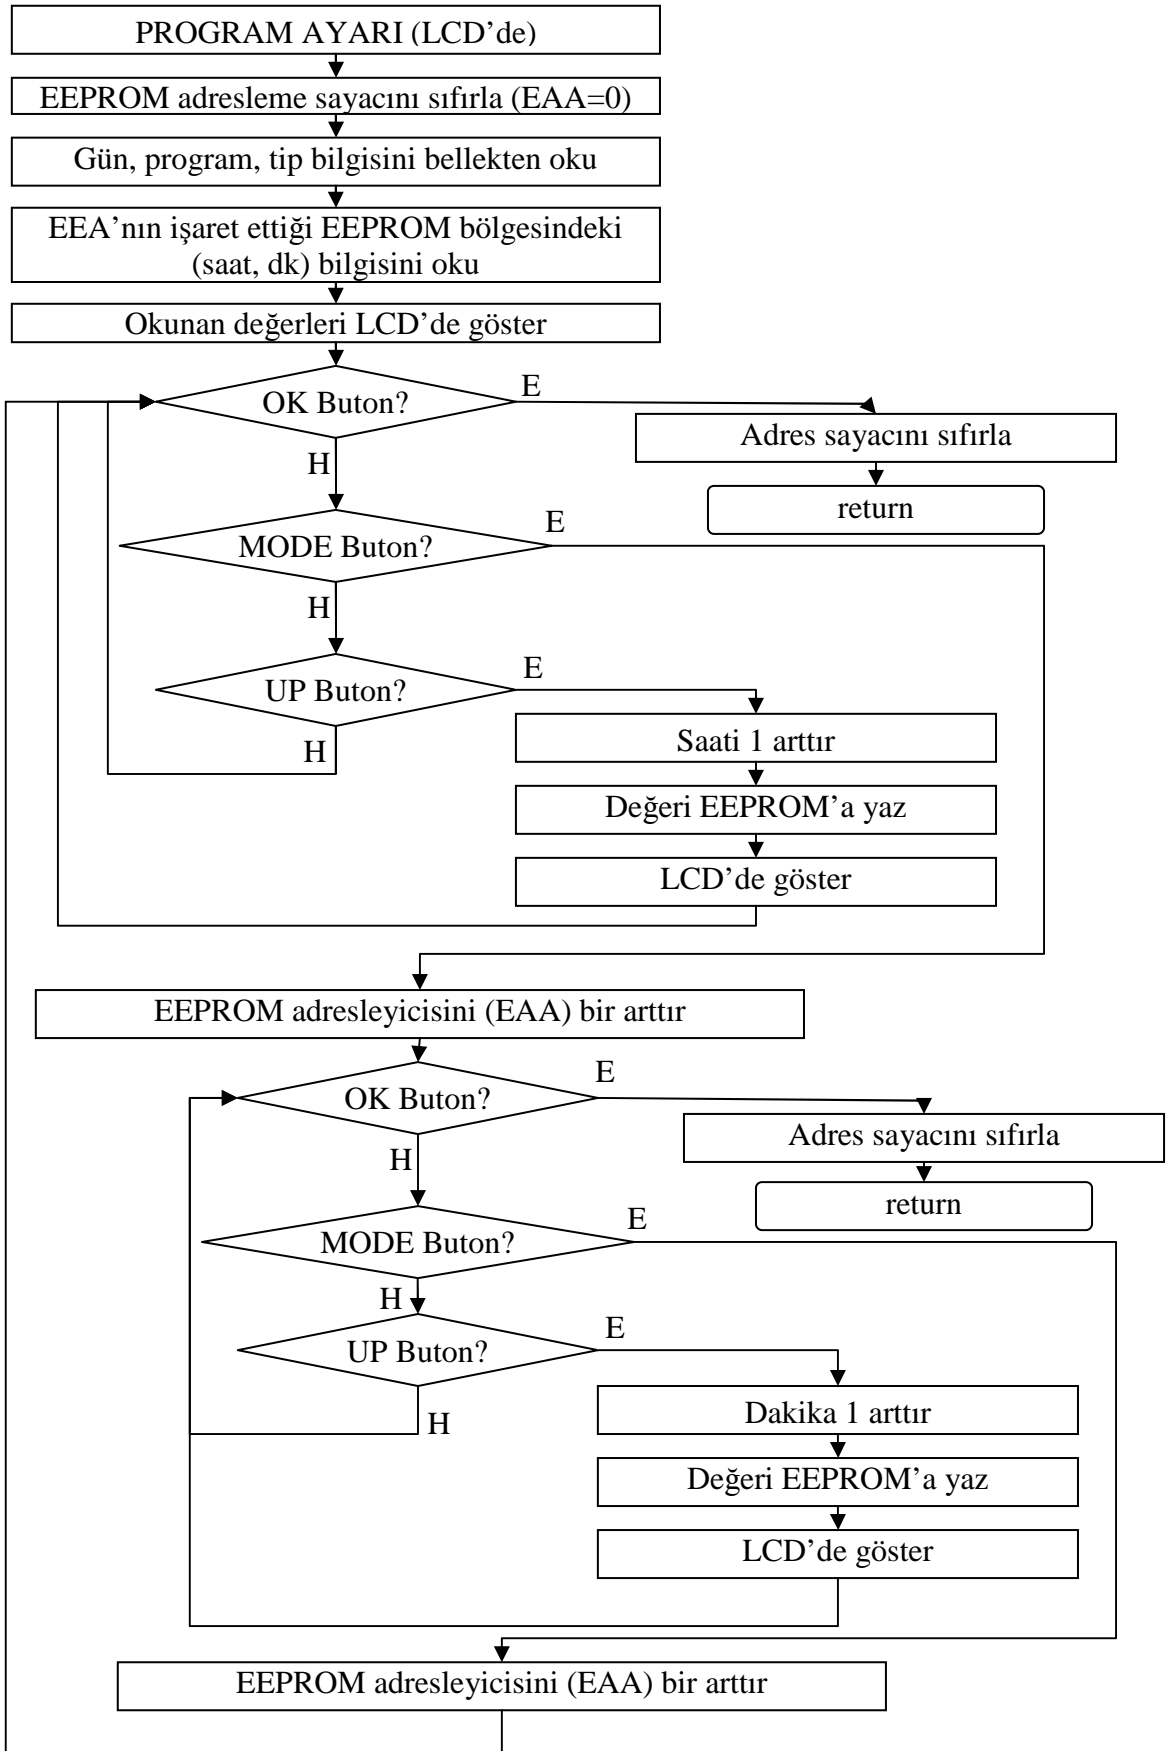 PROGRAM AYARI (LCD’de)
EEPROM adresleme sayacını sıfırla (EAA=0)
Gün, program, tip bilgisini bellekten oku
EEA’nın işaret ettiği EEPROM bölgesindeki
(saat, dk) bilgisini oku
Okunan değerleri LCD’de göster
OK Buton?
E
Adres sayacını sıfırla
return
H
MODE Buton?
E
H
UP Buton?
E
H
Saati 1 arttır
Değeri EEPROM’a yaz
LCD’de göster
EEPROM adresleyicisini (EAA) bir arttır
OK Buton?
E
Adres sayacını sıfırla
return
H
MODE Buton?
E
H
UP Buton?
E
H
Dakika 1 arttır
Değeri EEPROM’a yaz
LCD’de göster
EEPROM adresleyicisini (EAA) bir arttır